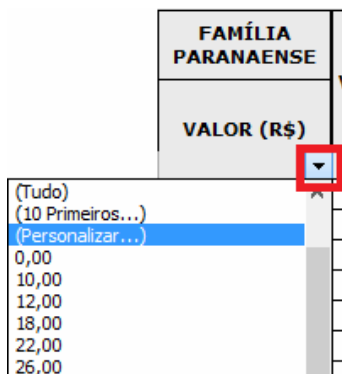 FAMÍLIA
PARANAENSE
VALOR (R$)
(Tudo)
(10 Primeiros...)
(Personalizar...)
0,00
10,00
12,00
18,00
22,00
26,00